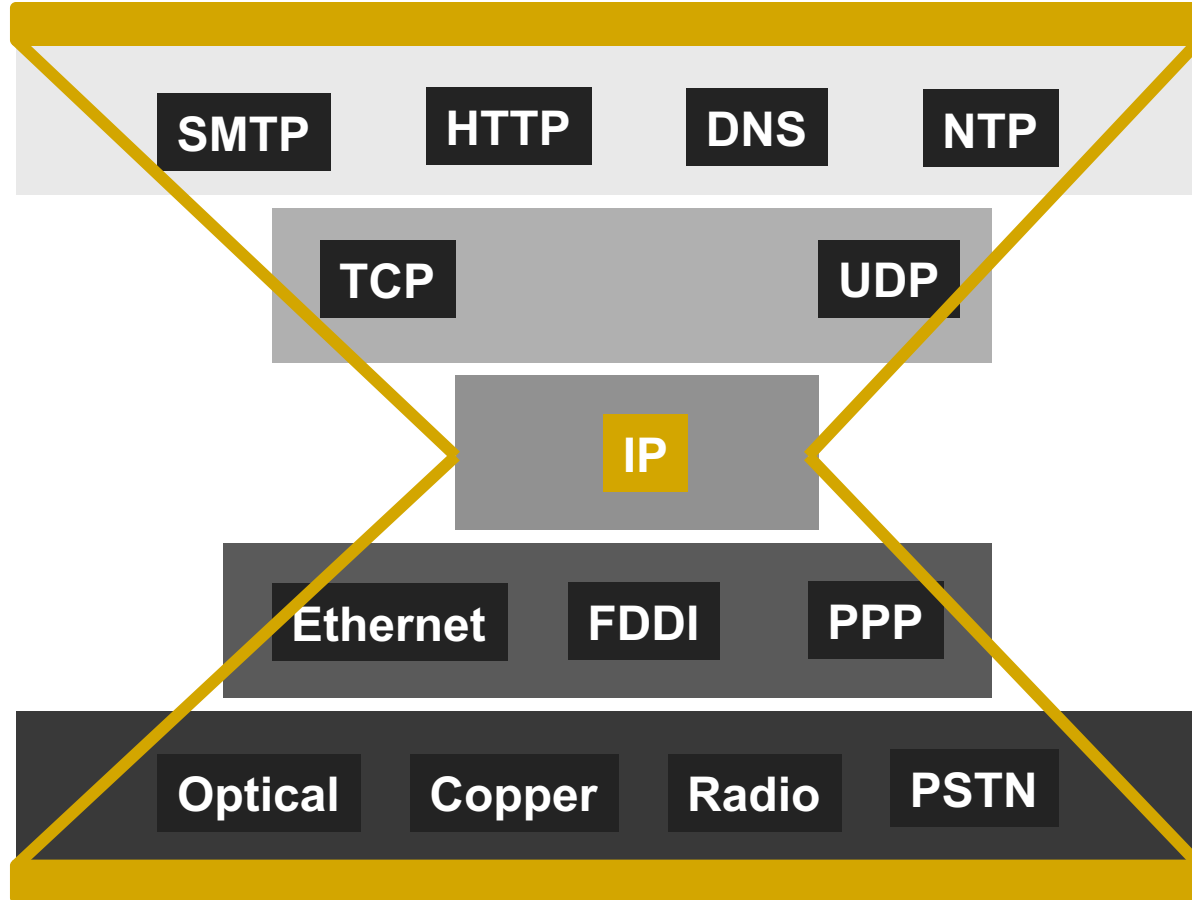 SMTP HTTP DNS NTP
TCP UDP
IP
Ethernet FDDI PPP
Optical Copper Radio PSTN